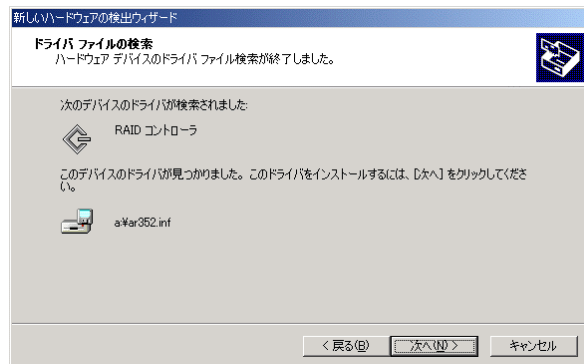 新しいハードウェアの検出ウィザード
ドライバ ファイルの検索
ハードウェア デバイスのドライバ ファイル検索が終了しました。
次のデバイスのドライバが検索されました:
RAID コントローラ
このデバイスのドライバが見つかりました。このドライバをインストールするには、[次へ] をクリックしてくださ
い。
a:¥ar352.inf
< 戻る(B)
次へ(N) >
キャンセル